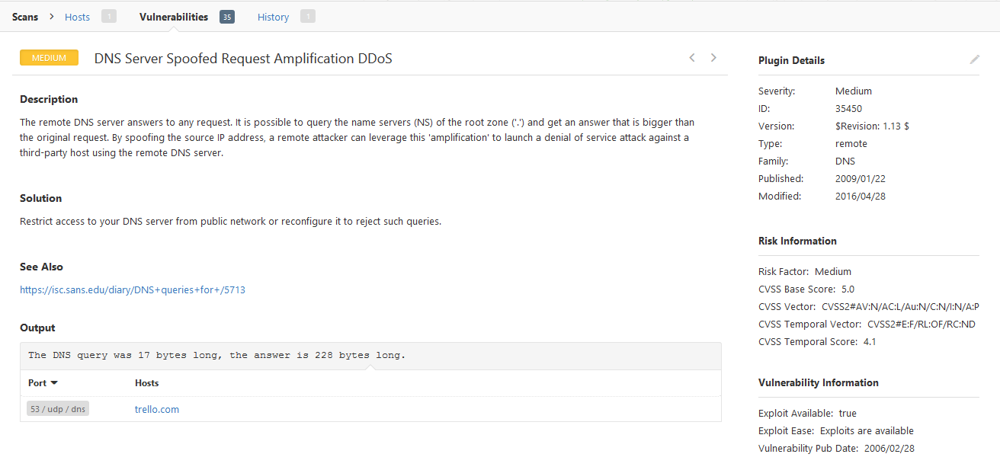 Scans > Hosts 1 Vulnerabilities 35 History 1
MEDIUM DNS Server Spoofed Request Amplification DDoS
Description
The remote DNS server answers to any request. It is possible to query the name servers (NS) of the root zone ('.') and get an answer that is bigger than
the original request. By spoofing the source IP address, a remote attacker can leverage this 'amplification' to launch a denial of service attack against a
third-party host using the remote DNS server.
Solution
Restrict access to your DNS server from public network or reconfigure it to reject such queries.
See Also
https://isc.sans.edu/diary/DNS+queries+for+/5713
Output
The DNS query was 17 bytes long, the answer is 228 bytes long.
Port Hosts
53 / udp / dns trello.com
Plugin Details
Severity: Medium
ID: 35450
Version: $Revision: 1.13 $
Type: remote
Family: DNS
Published: 2009/01/22
Modified: 2016/04/28
Risk Information
Risk Factor: Medium
CVSS Base Score: 5.0
CVSS Vector: CVSS2#AV:N/AC:L/Au:N/C:N/I:N/A:P
CVSS Temporal Vector: CVSS2#E:F/RL:OF/RC:ND
CVSS Temporal Score: 4.1
Vulnerability Information
Exploit Available: true
Exploit Ease: Exploits are available
Vulnerability Pub Date: 2006/02/28